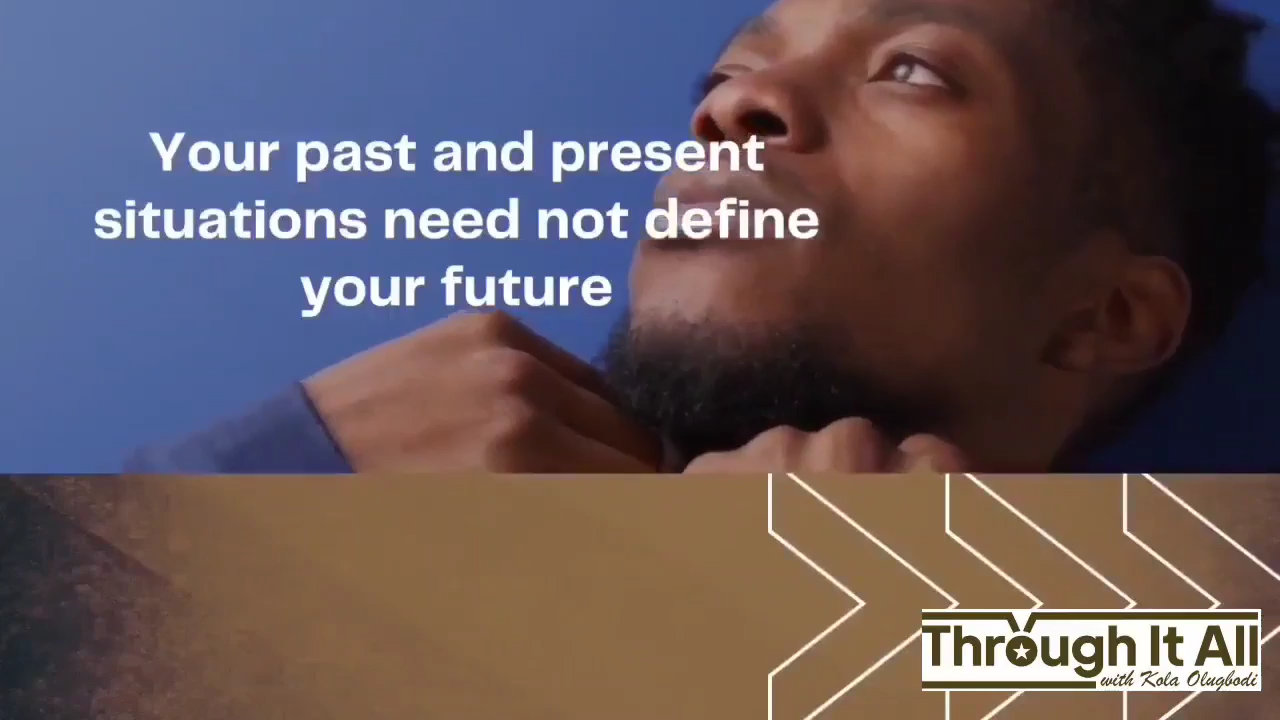 Your past and present
situations need not define
your future
Through It All
with Kola Olugbodi